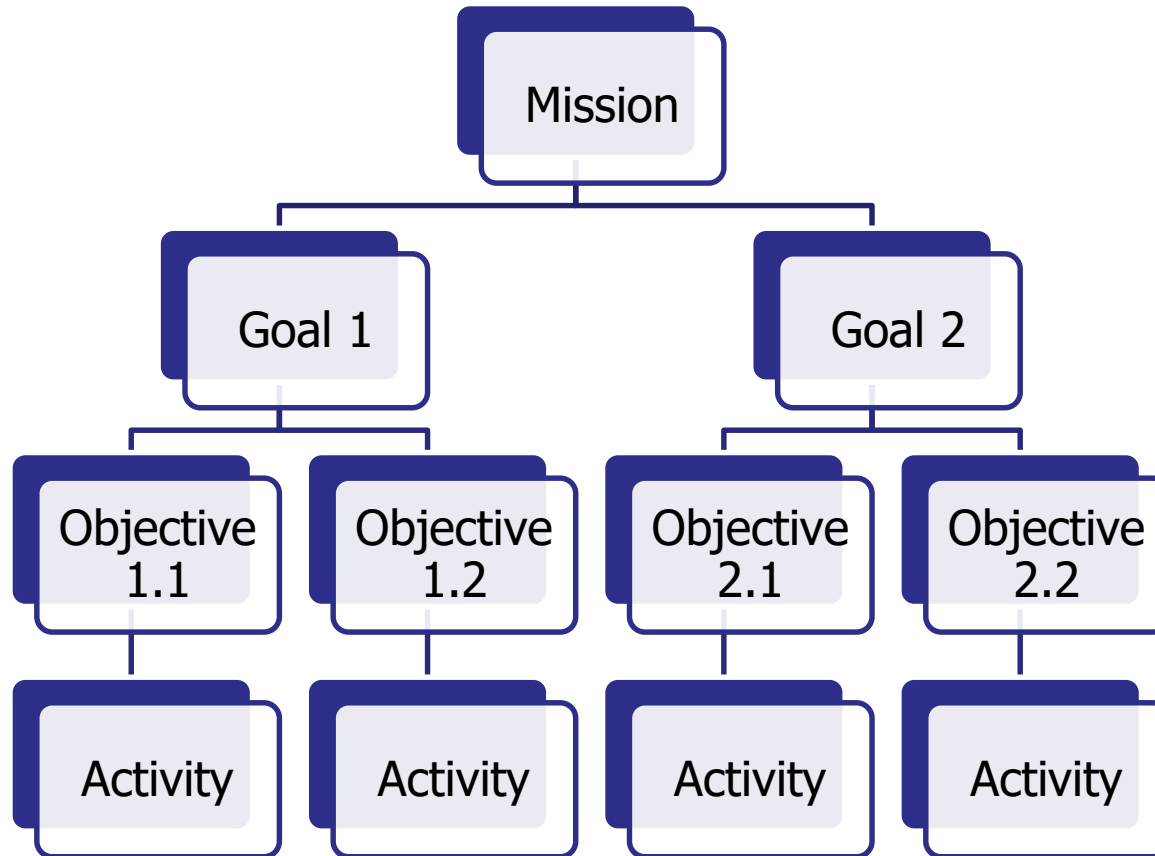 Mission
Goal 1
Goal 2
Objective
1.1
Objective
1.2
Objective
2.1
Objective
2.2
Activity
Activity
Activity
Activity